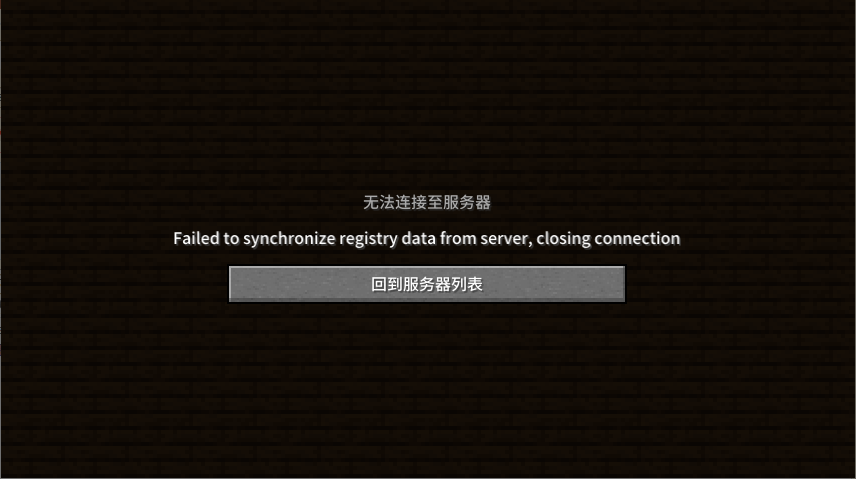 无法连接至服务器
Failed to synchronize registry data from server, closing connection
回到服务器列表